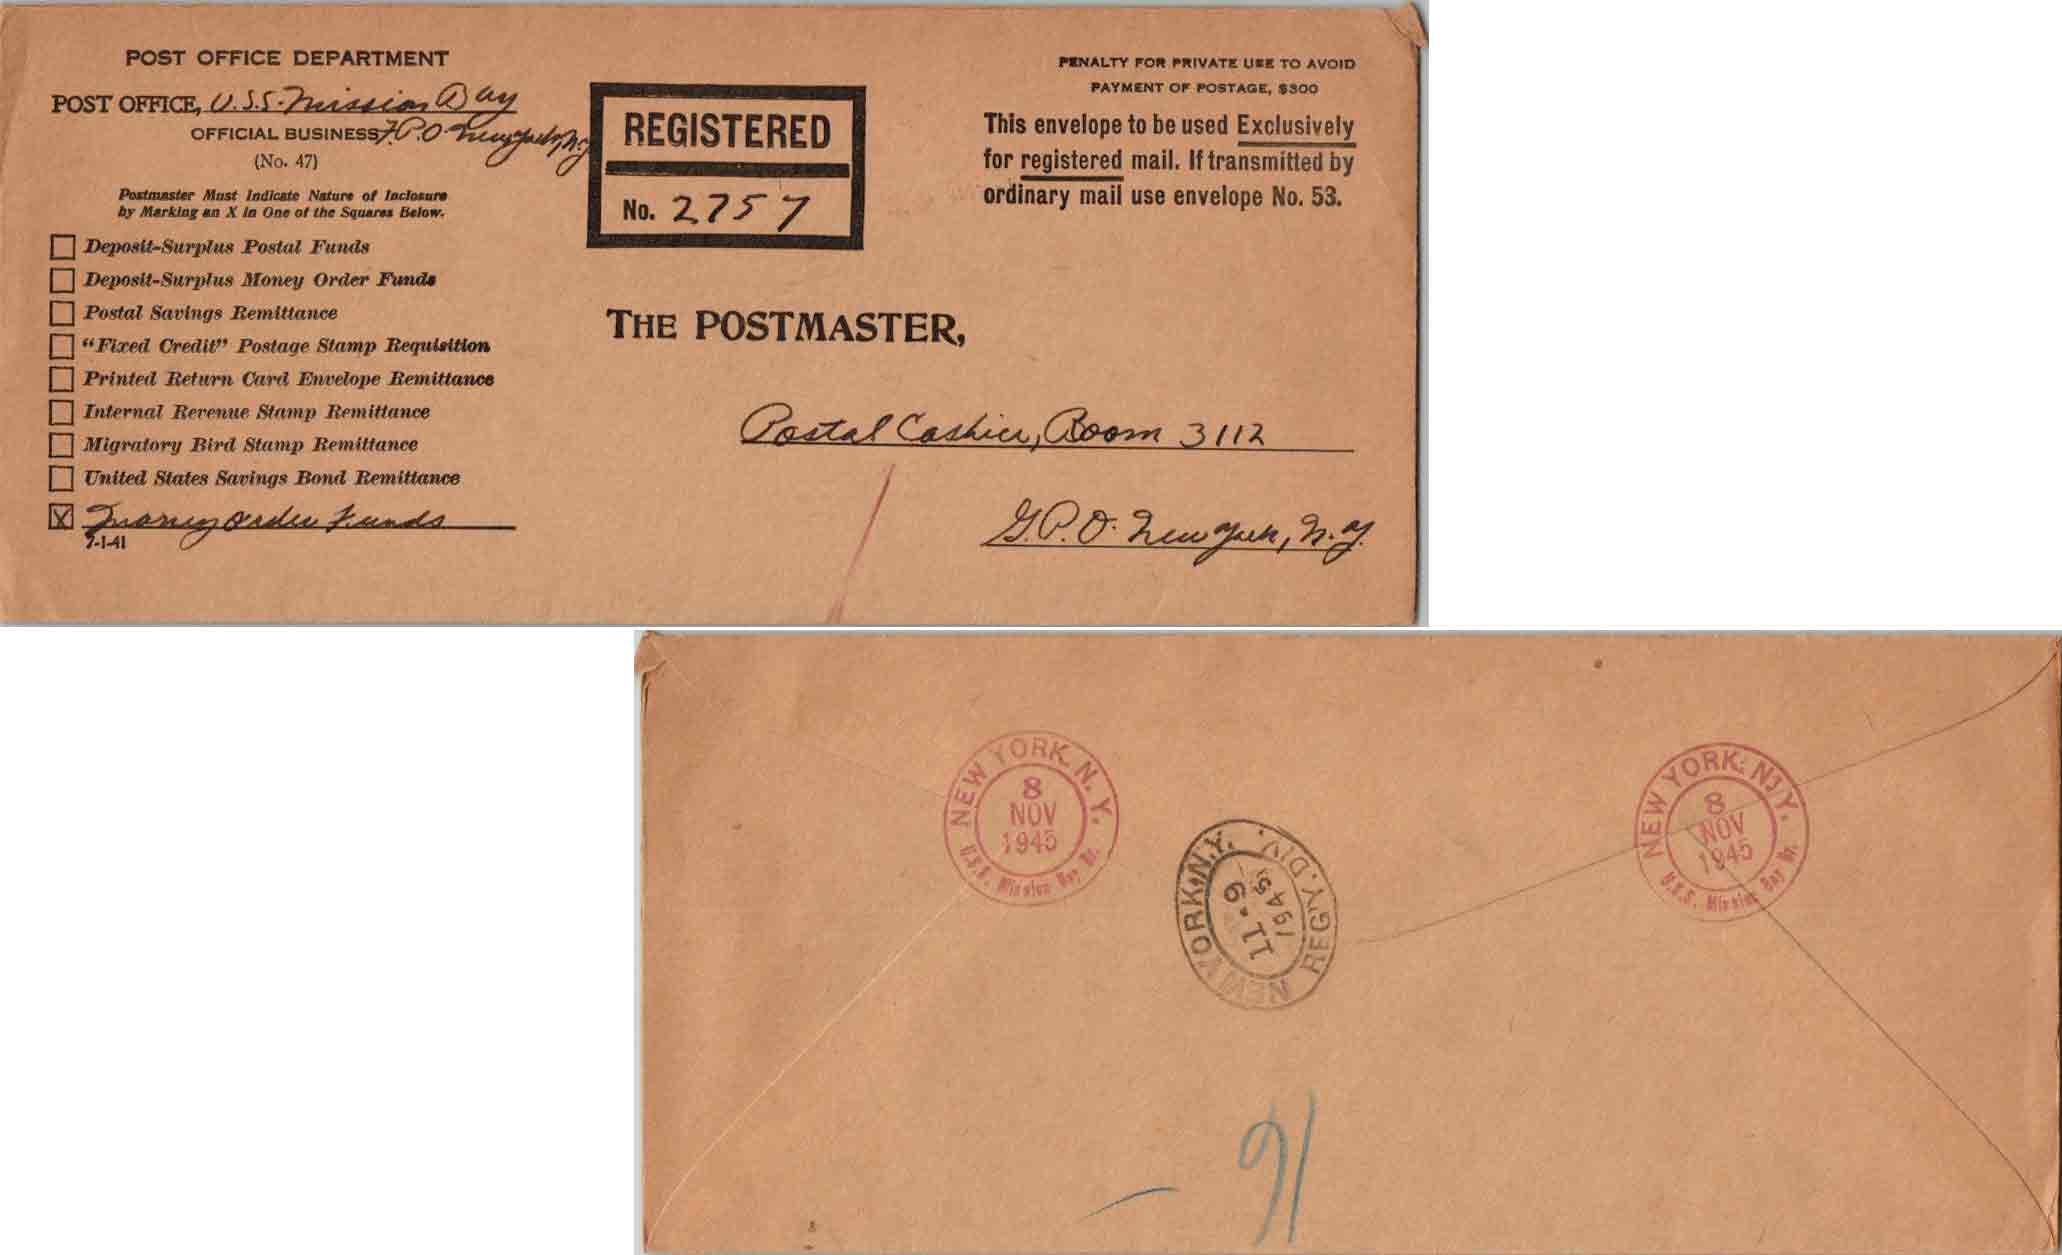 POST OFFICE DEPARTMENT
POST OFFICE, U.S.S. Mission Bay
OFFICIAL BUSINESS F.P.O. New York, N.Y.
(No. 47)
Postmaster Must Indicate Nature of Inclosure
by Marking an X in One of the Squares Below.
Deposit-Surplus Postal Funds
Deposit-Surplus Money Order Funds
Postal Savings Remittance
"Fixed Credit" Postage Stamp Requisition
Printed Return Card Envelope Remittance
Internal Revenue Stamp Remittance
Migratory Bird Stamp Remittance
United States Savings Bond Remittance
X Money Order Funds
7-1-41
REGISTERED
No. 2757
PENALTY FOR PRIVATE USE TO AVOID
PAYMENT OF POSTAGE, $300
This envelope to be used Exclusively
for registered mail. If transmitted by
ordinary mail use envelope No. 53.
THE POSTMASTER,
Postal Cashier, Room 3112
G.P.O. New York, N.Y.
NEW YORK, N.Y.
8
NOV
1945
U.S.S. Mission Bay Br.
NEW YORK, N.Y.
11-9
1945
REG'Y. DIV.
NEW YORK, N.Y.
8
NOV
1945
U.S.S. Mission Bay Br.